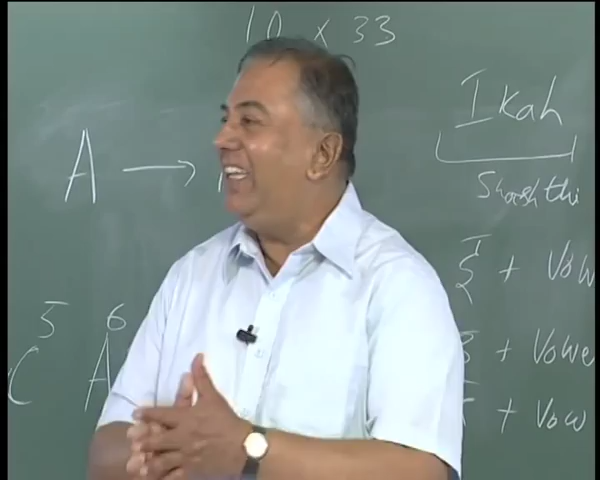 10 x 33
Ikah
A →
Shashthi
इ + Vow
5 6
+ Vowe
C A
+ Vow